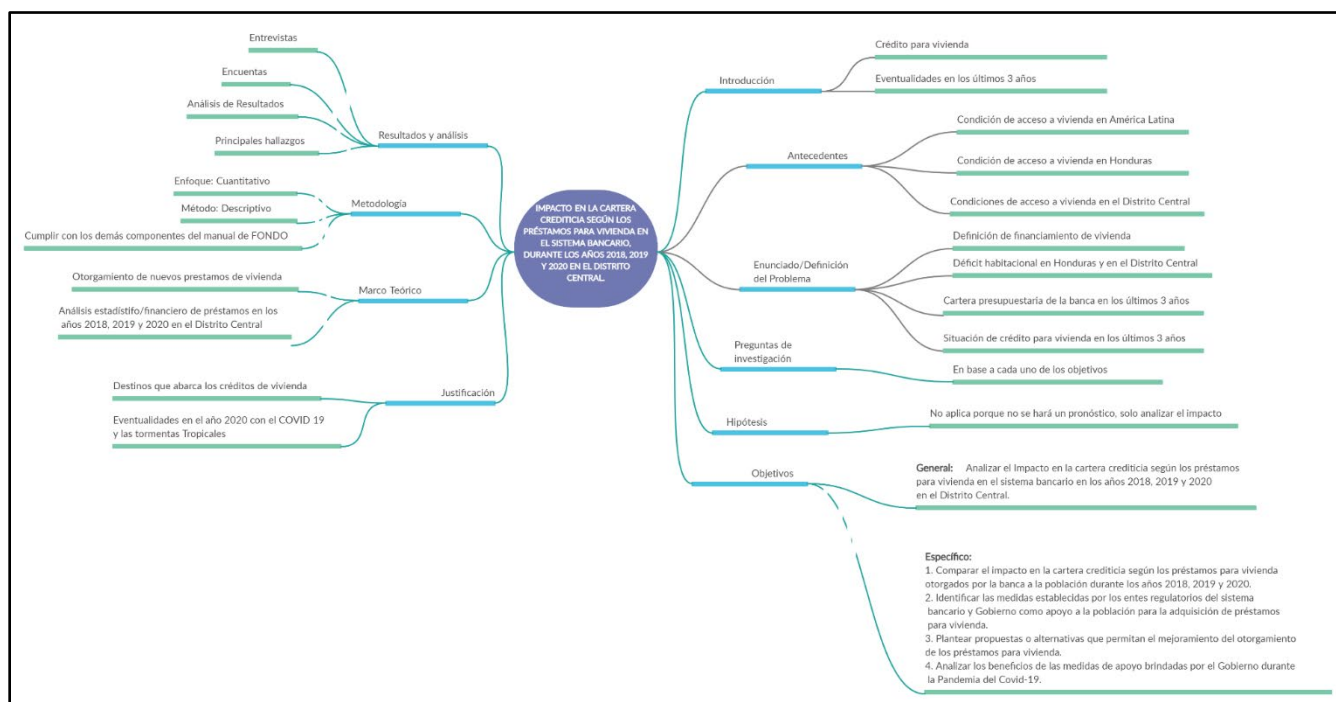 IMPACTO EN LA CARTERA
CREDITICIA SEGÚN LOS
PRÉSTAMOS PARA VIVIENDA EN
EL SISTEMA BANCARIO,
DURANTE LOS AÑOS 2018, 2019
Y 2020 EN EL DISTRITO
CENTRAL.
Introducción
Crédito para vivienda
Eventualidades en los últimos 3 años
Antecedentes
Condición de acceso a vivienda en América Latina
Condición de acceso a vivienda en Honduras
Condiciones de acceso a vivienda en el Distrito Central
Enunciado/Definición
del Problema
Definición de financiamiento de vivienda
Déficit habitacional en Honduras y en el Distrito Central
Cartera presupuestaria de la banca en los últimos 3 años
Situación de crédito para vivienda en los últimos 3 años
Preguntas de
investigación
En base a cada uno de los objetivos
Hipótesis
No aplica porque no se hará un pronóstico, solo analizar el impacto
Objetivos
General: Analizar el Impacto en la cartera crediticia según los préstamos
para vivienda en el sistema bancario en los años 2018, 2019 y 2020
en el Distrito Central.
Específico:
1. Comparar el impacto en la cartera crediticia según los préstamos para vivienda
otorgados por la banca a la población durante los años 2018, 2019 y 2020.
2. Identificar las medidas establecidas por los entes regulatorios del sistema
bancario y Gobierno como apoyo a la población para la adquisición de préstamos
para vivienda.
3. Plantear propuestas o alternativas que permitan el mejoramiento del otorgamiento
de los préstamos para vivienda.
4. Analizar los beneficios de las medidas de apoyo brindadas por el Gobierno durante
la Pandemia del Covid-19.
Resultados y análisis
Entrevistas
Encuentas
Análisis de Resultados
Principales hallazgos
Metodología
Enfoque: Cuantitativo
Método: Descriptivo
Cumplir con los demás componentes del manual de FONDO
Marco Teórico
Otorgamiento de nuevos prestamos de vivienda
Análisis estadístifo/financiero de préstamos en los
años 2018, 2019 y 2020 en el Distrito Central
Justificación
Destinos que abarca los créditos de vivienda
Eventualidades en el año 2020 con el COVID 19
y las tormentas Tropicales